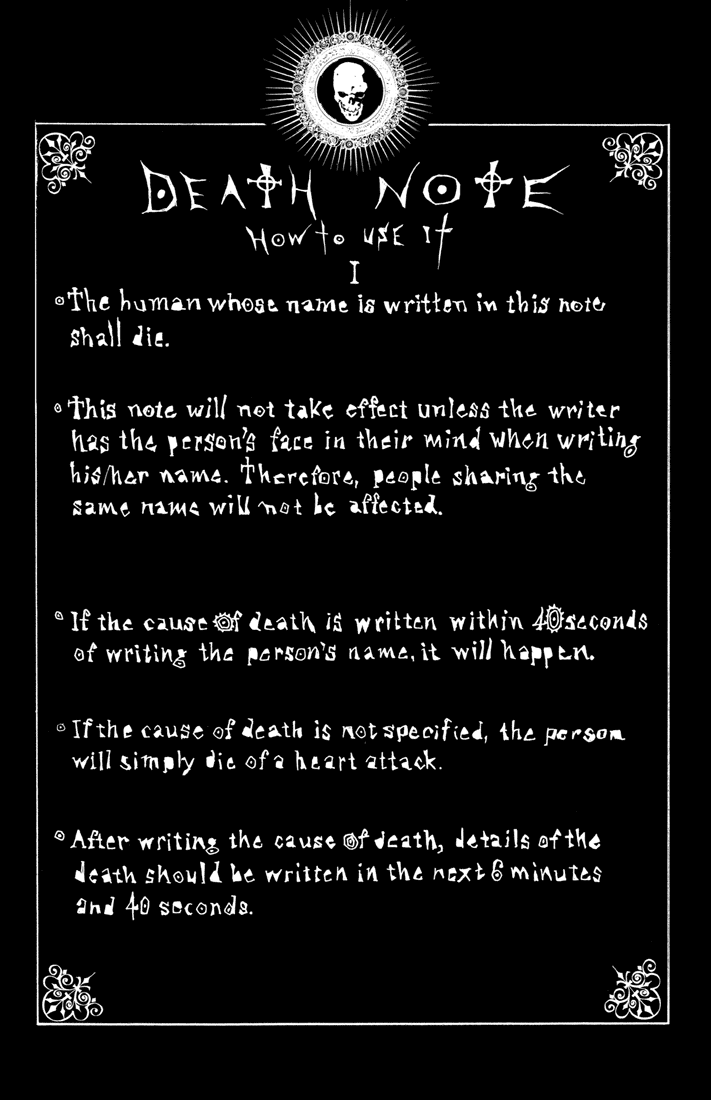 DEATH NOTE
How to use it
I
The human whose name is written in this note
shall die.
This note will not take effect unless the writer
has the person's face in their mind when writing
his/her name. Therefore, people sharing the
same name will not be affected.
If the cause of death is written within 40 seconds
of writing the person's name, it will happen.
If the cause of death is not specified, the person
will simply die of a heart attack.
After writing the cause of death, details of the
death should be written in the next 6 minutes
and 40 seconds.